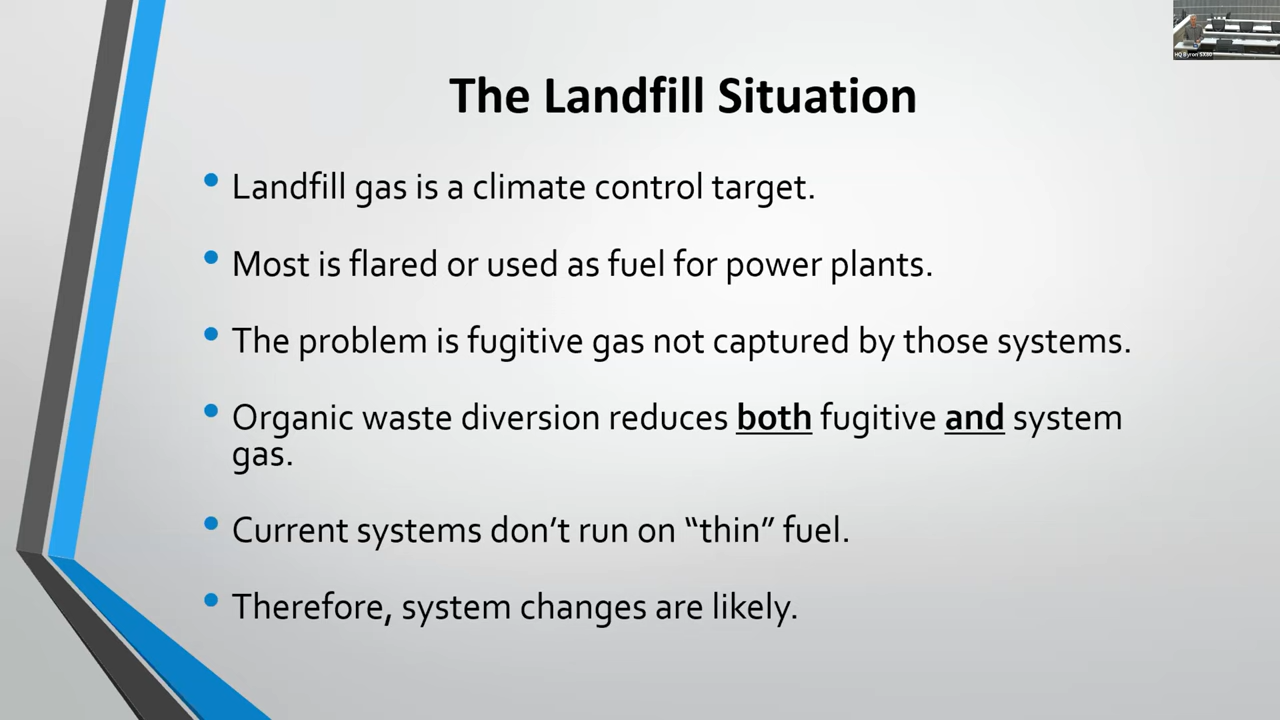 The Landfill Situation
• Landfill gas is a climate control target.
• Most is flared or used as fuel for power plants.
• The problem is fugitive gas not captured by those systems.
• Organic waste diversion reduces both fugitive and system
gas.
• Current systems don’t run on “thin” fuel.
• Therefore, system changes are likely.